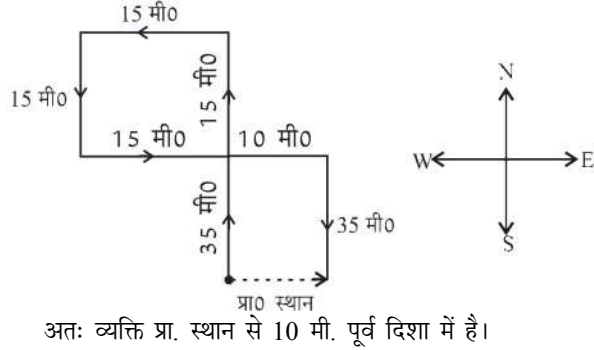 15 मी0
15 मी0
15 मी0
15 मी0
10 मी0
35 मी0
35 मी0
प्रा0 स्थान
N
W
E
S
अतः व्यक्ति प्रा. स्थान से 10 मी. पूर्व दिशा में है।